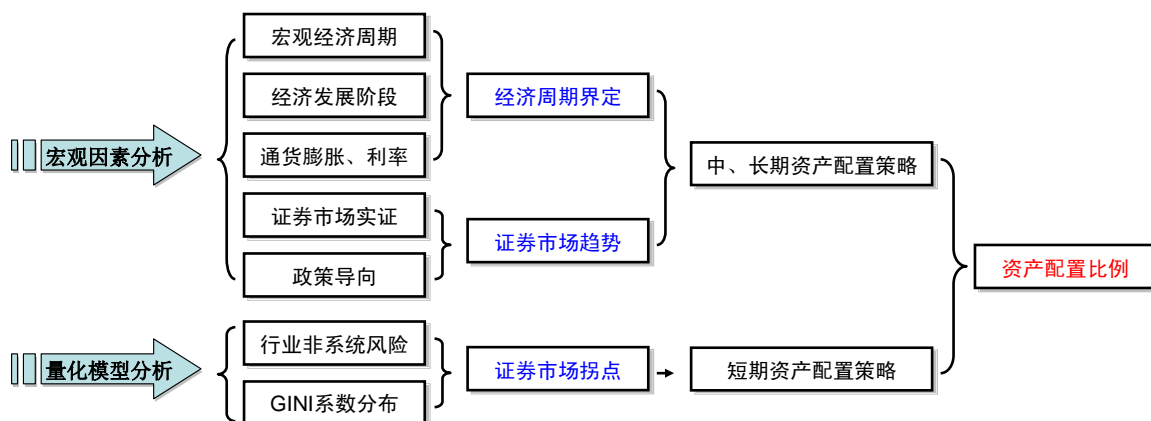 宏观经济周期
经济发展阶段
经济周期界定
宏观因素分析
通货膨胀、利率
中、长期资产配置策略
证券市场实证
证券市场趋势
政策导向
资产配置比例
行业非系统风险
量化模型分析
证券市场拐点
短期资产配置策略
GINI系数分布